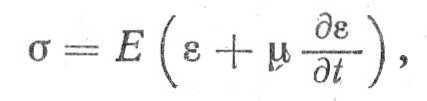 σ = E (ε + μ ∂ε/∂t),